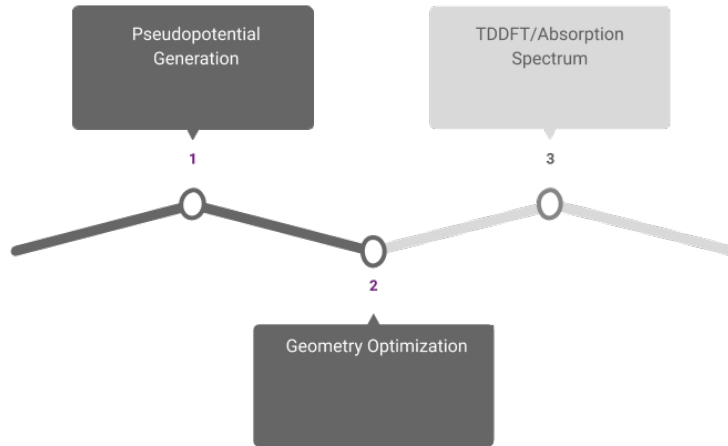 Pseudopotential
Generation
1
TDDFT/Absorption
Spectrum
3
2
Geometry Optimization